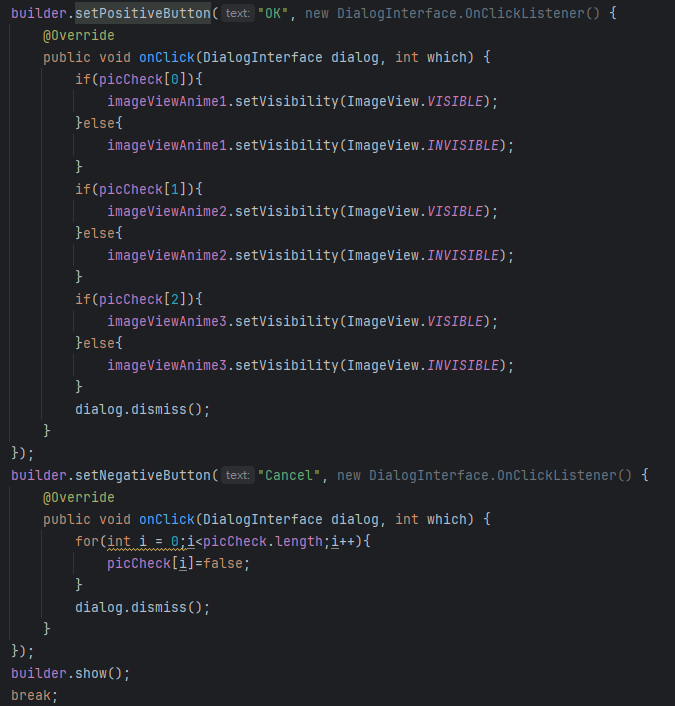 builder.setPositiveButton( text: "OK", new DialogInterface.OnClickListener() {
    @Override
    public void onClick(DialogInterface dialog, int which) {
        if(picCheck[0]){
            imageViewAnime1.setVisibility(ImageView.VISIBLE);
        }else{
            imageViewAnime1.setVisibility(ImageView.INVISIBLE);
        }
        if(picCheck[1]){
            imageViewAnime2.setVisibility(ImageView.VISIBLE);
        }else{
            imageViewAnime2.setVisibility(ImageView.INVISIBLE);
        }
        if(picCheck[2]){
            imageViewAnime3.setVisibility(ImageView.VISIBLE);
        }else{
            imageViewAnime3.setVisibility(ImageView.INVISIBLE);
        }
        dialog.dismiss();
    }
});
builder.setNegativeButton( text: "Cancel", new DialogInterface.OnClickListener() {
    @Override
    public void onClick(DialogInterface dialog, int which) {
        for(int i = 0;i<picCheck.length;i++){
            picCheck[i]=false;
        }
        dialog.dismiss();
    }
});
builder.show();
break;